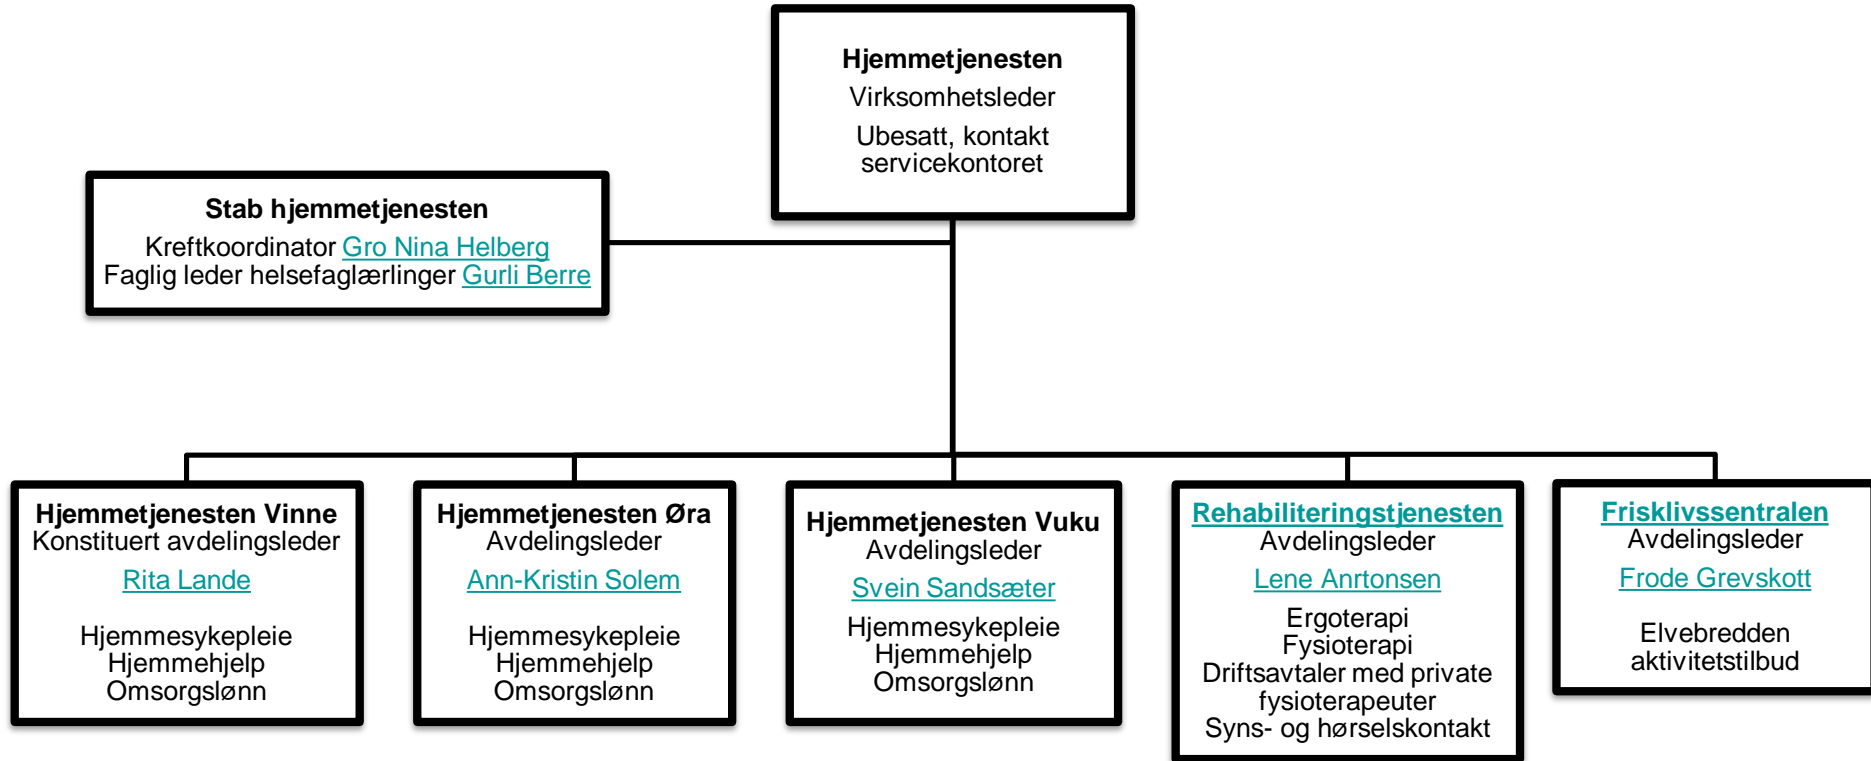 Hjemmetjenesten
Virksomhetsleder
Ubesatt, kontakt
servicekontoret
Stab hjemmetjenesten
Kreftkoordinator Gro Nina Helberg
Faglig leder helsefaglærlinger Gurli Berre
Hjemmetjenesten Vinne
Konstituert avdelingsleder
Rita Lande
Hjemmesykepleie
Hjemmehjelp
Omsorgslønn
Hjemmetjenesten Øra
Avdelingsleder
Ann-Kristin Solem
Hjemmesykepleie
Hjemmehjelp
Omsorgslønn
Hjemmetjenesten Vuku
Avdelingsleder
Svein Sandsæter
Hjemmesykepleie
Hjemmehjelp
Omsorgslønn
Rehabiliteringstjenesten
Avdelingsleder
Lene Anrtonsen
Ergoterapi
Fysioterapi
Driftsavtaler med private
fysioterapeuter
Syns- og hørselskontakt
Frisklivssentralen
Avdelingsleder
Frode Grevskott
Elvebredden
aktivitetstilbud